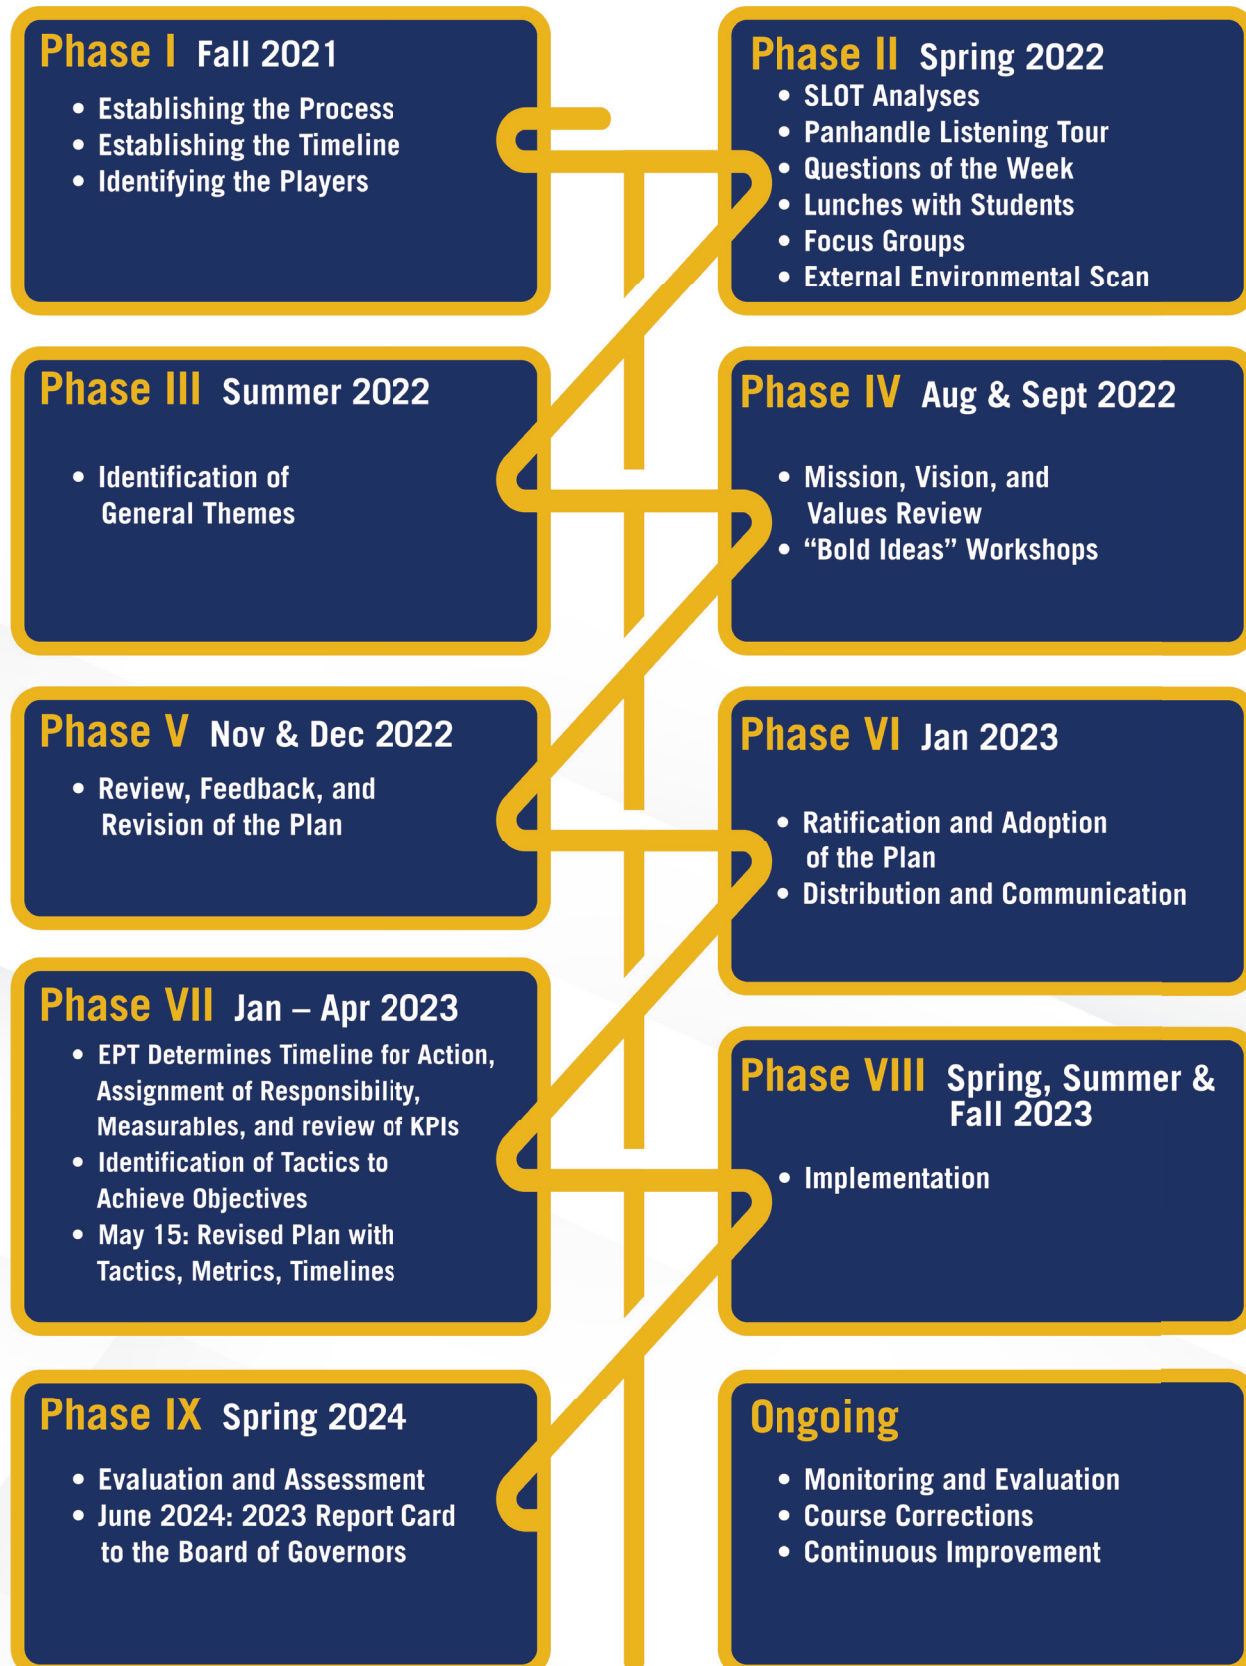 Phase I Fall 2021
• Establishing the Process
• Establishing the Timeline
• Identifying the Players
Phase II Spring 2022
• SLOT Analyses
• Panhandle Listening Tour
• Questions of the Week
• Lunches with Students
• Focus Groups
• External Environmental Scan
Phase III Summer 2022
• Identification of
General Themes
Phase IV Aug & Sept 2022
• Mission, Vision, and
Values Review
• “Bold Ideas” Workshops
Phase V Nov & Dec 2022
• Review, Feedback, and
Revision of the Plan
Phase VI Jan 2023
• Ratification and Adoption
of the Plan
• Distribution and Communication
Phase VII Jan – Apr 2023
• EPT Determines Timeline for Action,
Assignment of Responsibility,
Measurables, and review of KPIs
• Identification of Tactics to
Achieve Objectives
• May 15: Revised Plan with
Tactics, Metrics, Timelines
Phase VIII Spring, Summer &
Fall 2023
• Implementation
Phase IX Spring 2024
• Evaluation and Assessment
• June 2024: 2023 Report Card
to the Board of Governors
Ongoing
• Monitoring and Evaluation
• Course Corrections
• Continuous Improvement